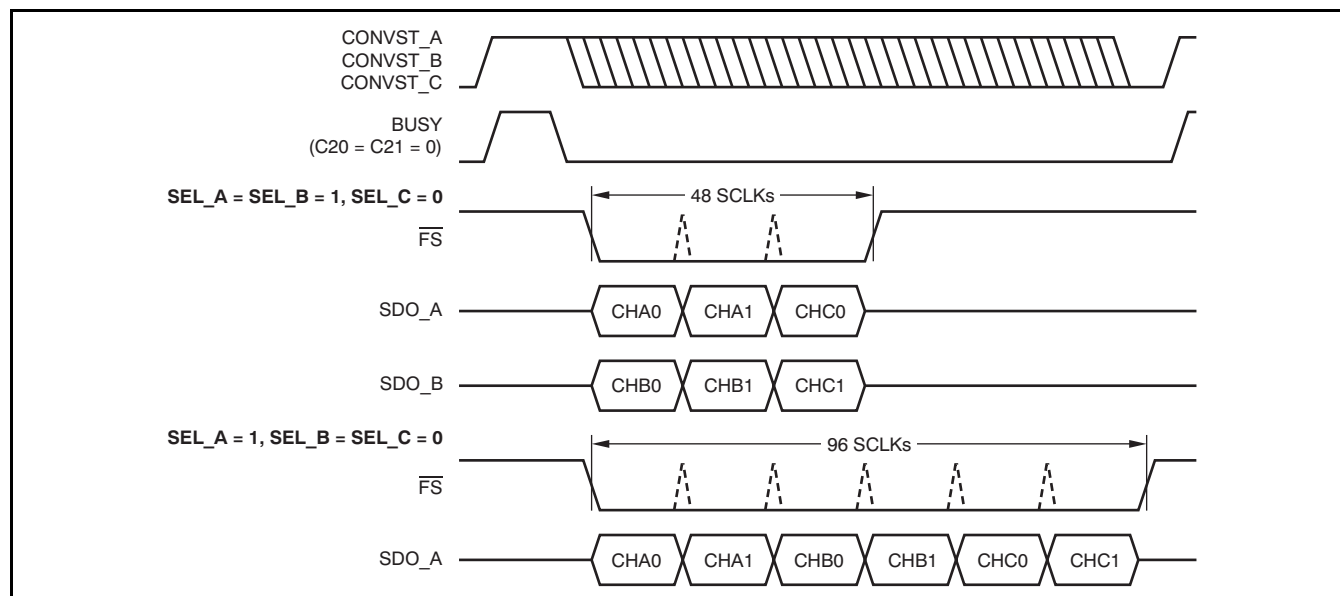 CONVST_A
CONVST_B
CONVST_C
BUSY
(C20 = C21 = 0)
SEL_A = SEL_B = 1, SEL_C = 0
48 SCLKs
FS
SDO_A
CHA0 CHA1 CHC0
SDO_B
CHB0 CHB1 CHC1
SEL_A = 1, SEL_B = SEL_C = 0
96 SCLKs
FS
SDO_A
CHA0 CHA1 CHB0 CHB1 CHC0 CHC1